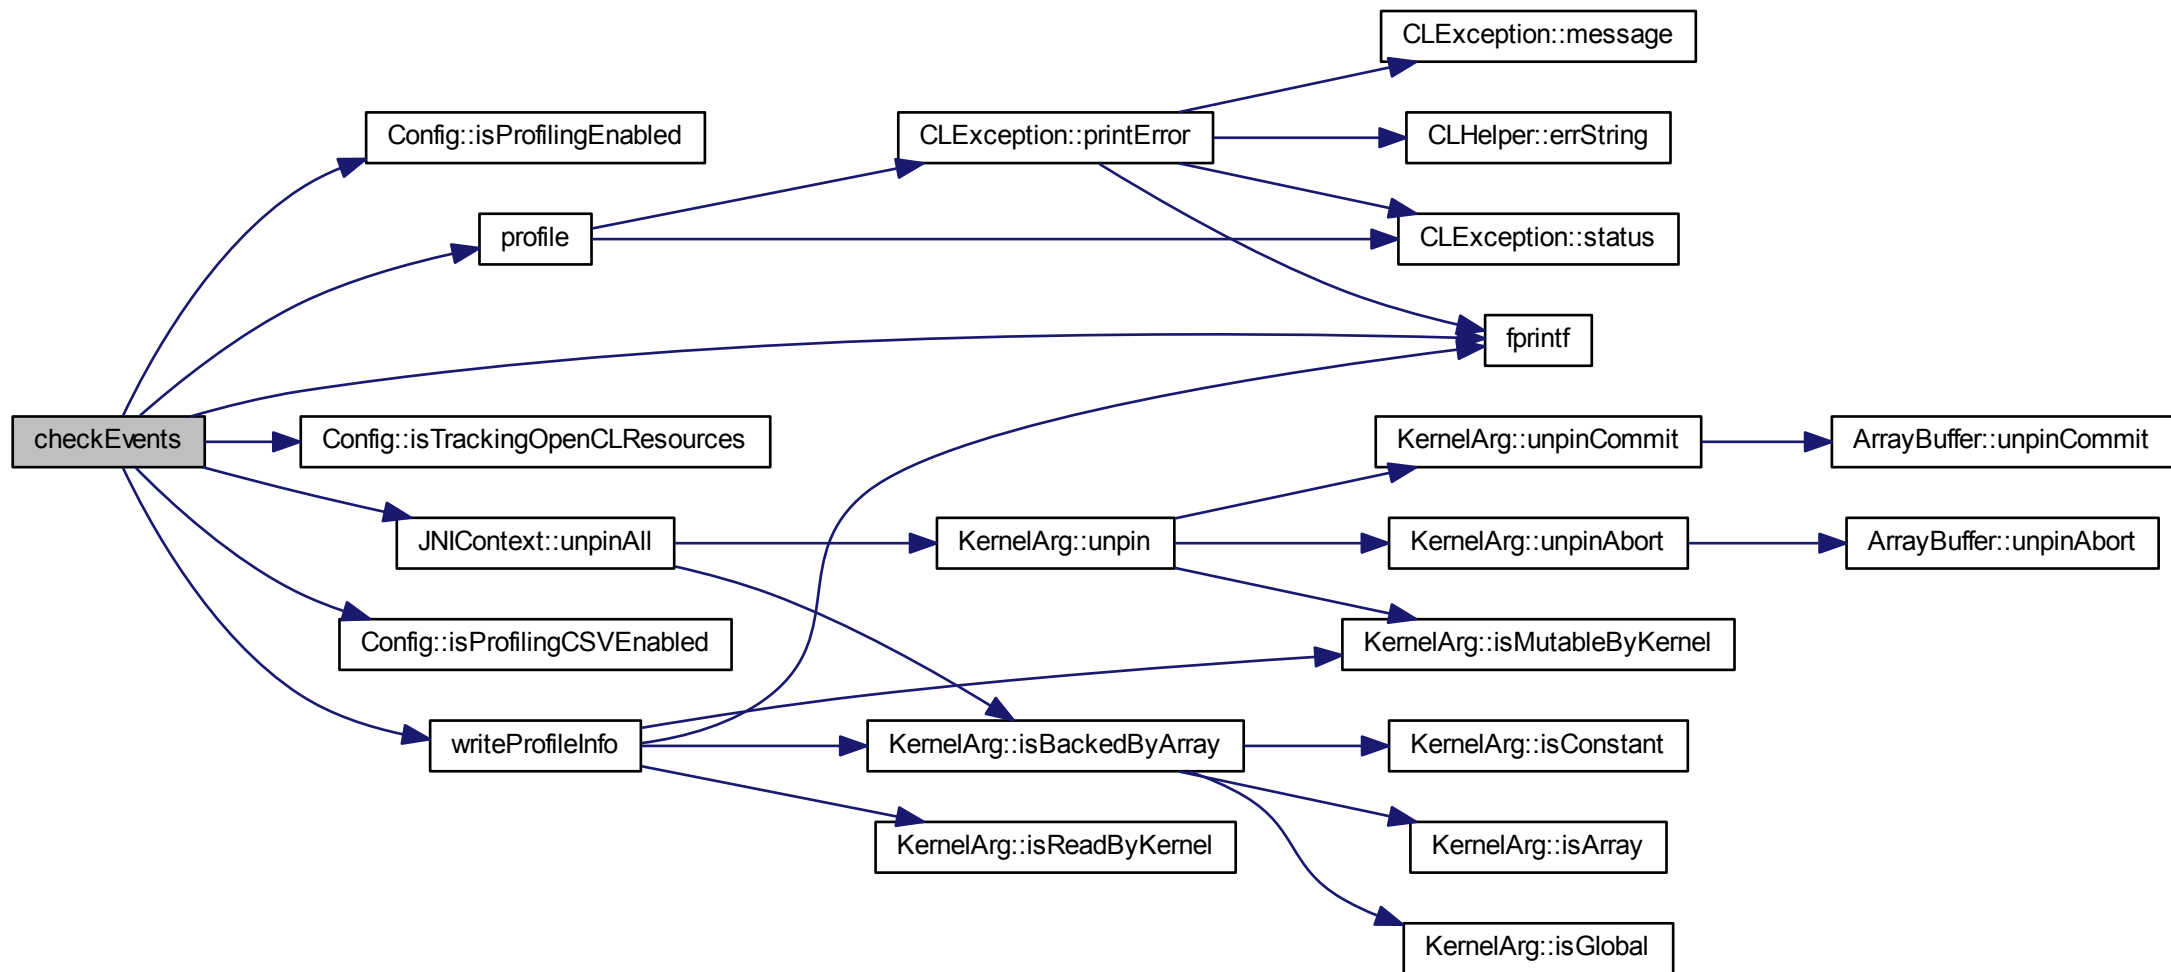 CLException::message
Config::isProfilingEnabled
CLException::printError
CLHelper::errString
profile
CLException::status
fprintf
checkEvents
Config::isTrackingOpenCLResources
KernelArg::unpinCommit
ArrayBuffer::unpinCommit
JNIContext::unpinAll
KernelArg::unpin
KernelArg::unpinAbort
ArrayBuffer::unpinAbort
Config::isProfilingCSVEnabled
KernelArg::isMutableByKernel
writeProfileInfo
KernelArg::isBackedByArray
KernelArg::isConstant
KernelArg::isReadByKernel
KernelArg::isArray
KernelArg::isGlobal